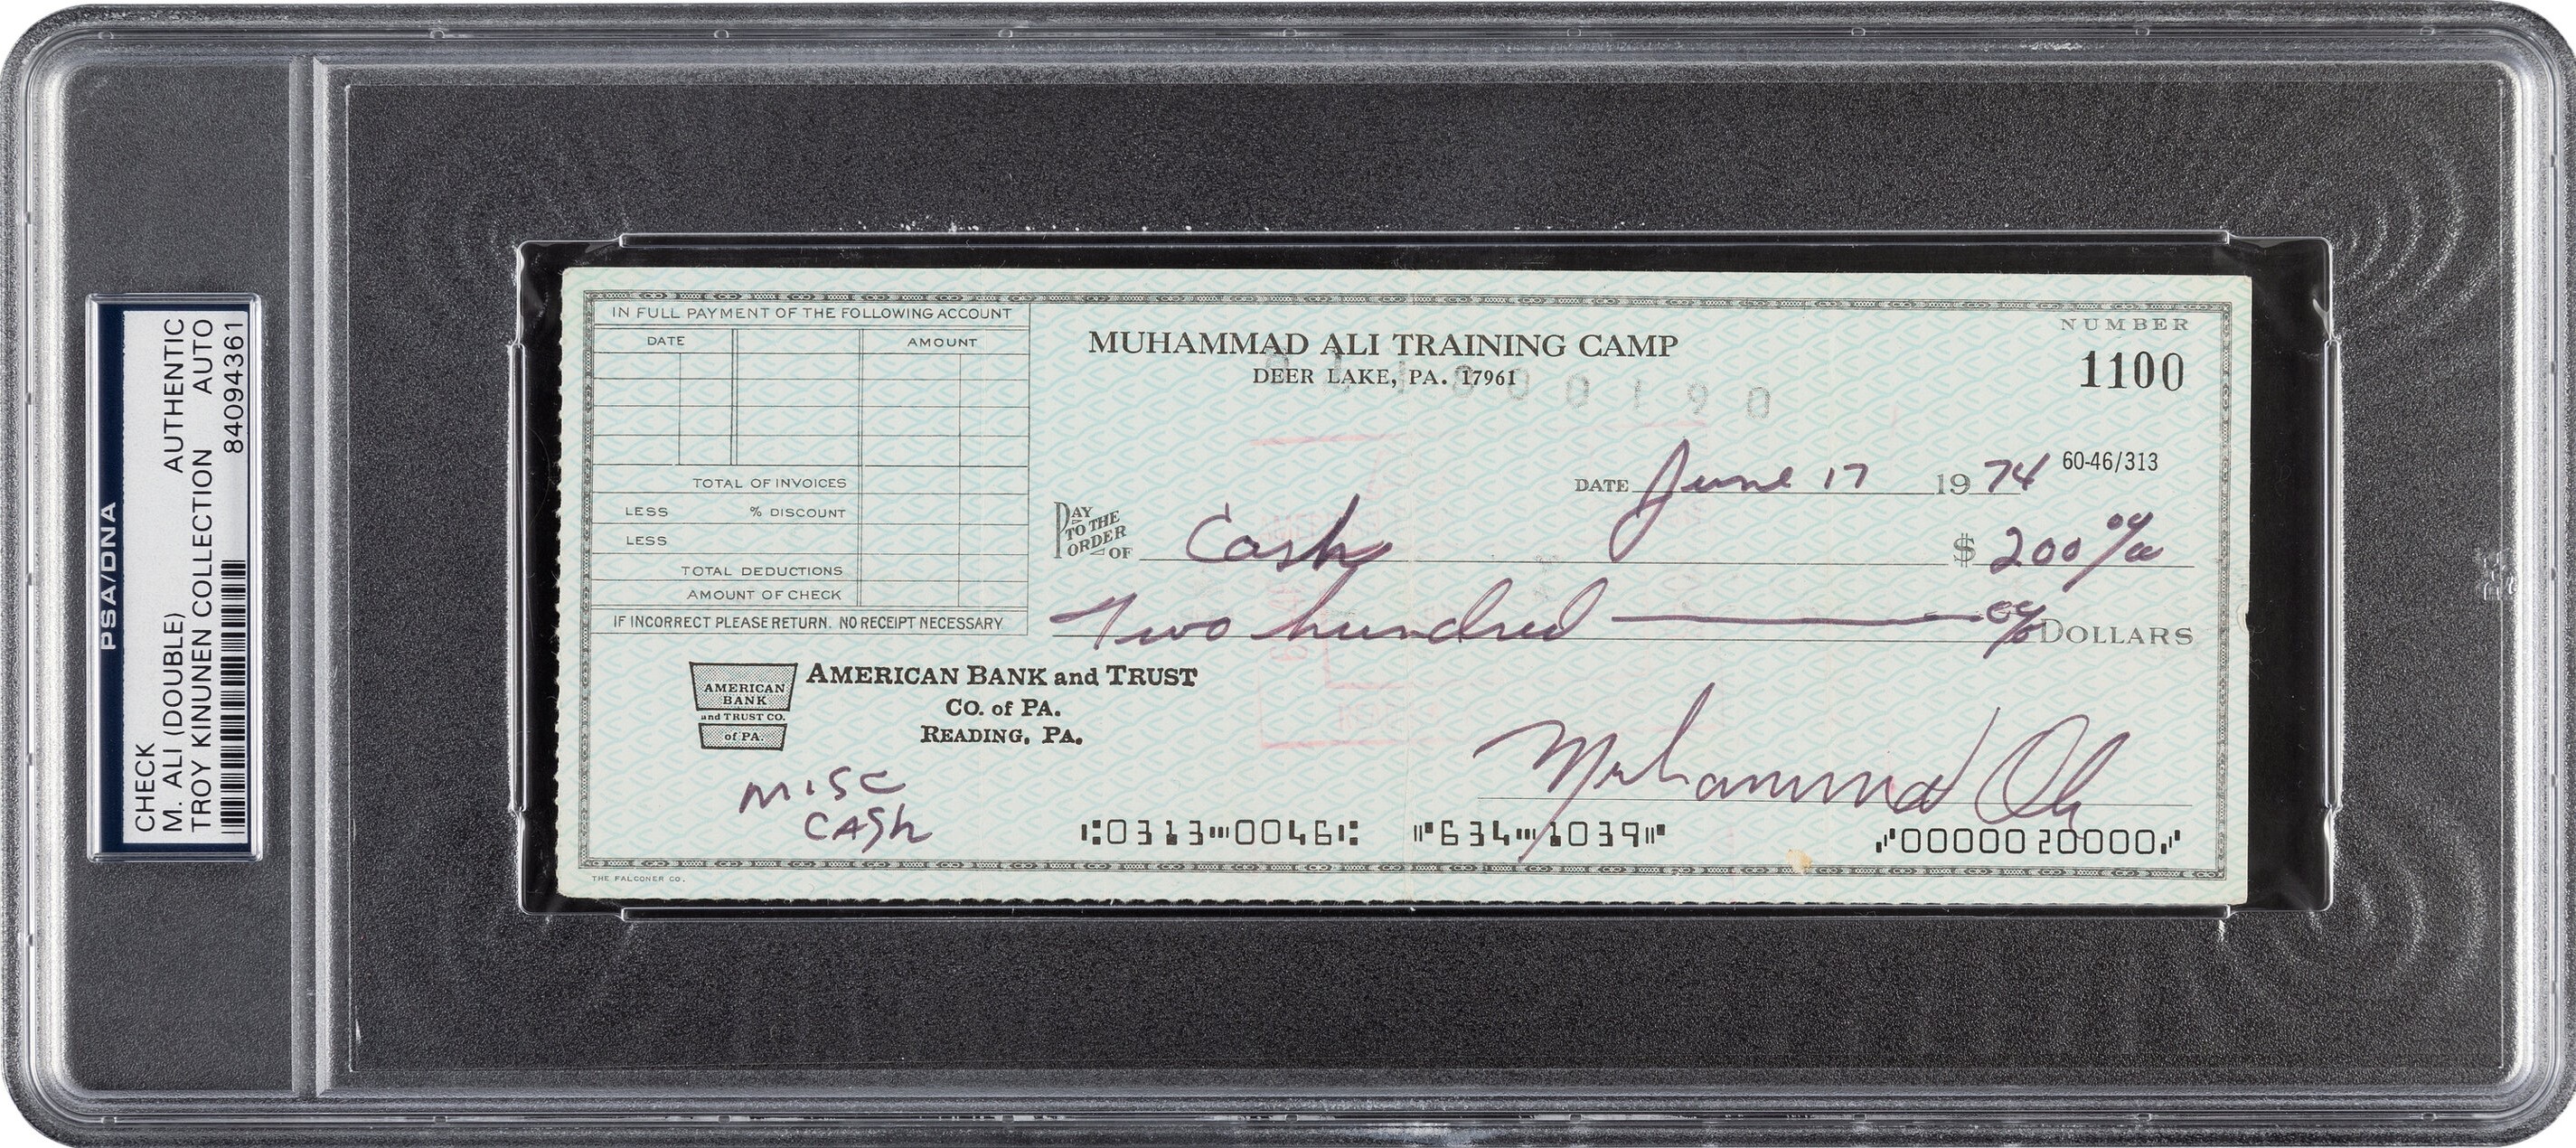 PSA/DNA
CHECK AUTHENTIC
M. ALI (DOUBLE) AUTO
TROY KINUNEN COLLECTION
84094361
IN FULL PAYMENT OF THE FOLLOWING ACCOUNT
DATE AMOUNT
TOTAL OF INVOICES
LESS % DISCOUNT
LESS
TOTAL DEDUCTIONS
AMOUNT OF CHECK
IF INCORRECT PLEASE RETURN. NO RECEIPT NECESSARY
MUHAMMAD ALI TRAINING CAMP
DEER LAKE, PA. 17961
NUMBER
1100
DATE June 17 1974 60-46/313
PAY TO THE ORDER OF Cash $ 200 00/00
Two hundred 00/00 DOLLARS
AMERICAN
BANK
and TRUST CO.
of PA.
AMERICAN BANK and TRUST
CO. of PA.
READING, PA.
Muhammad Ali
MISC
CASh
⑆0313⑉0046⑆ ⑈634⑉1039⑈ ⑇0000020000⑇
THE FALCONER CO.